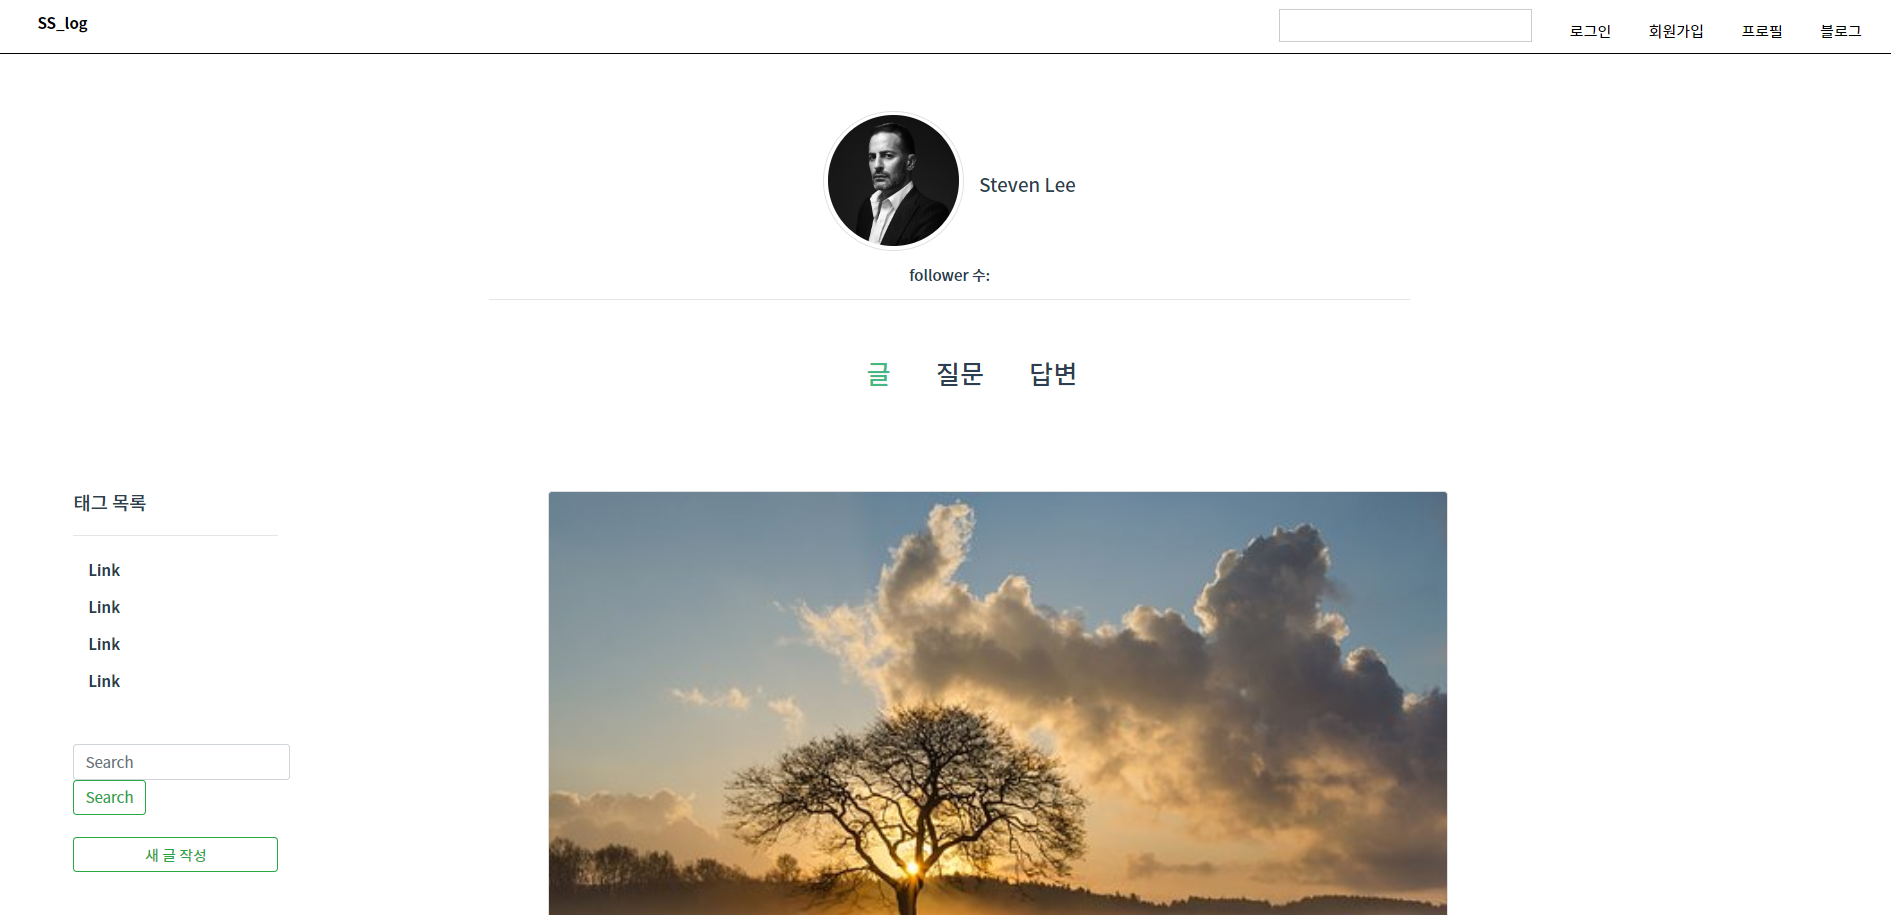 SS_log 로그인 회원가입 프로필 블로그
Steven Lee
follower 수:
글 질문 답변
태그 목록
Link
Link
Link
Link
Search
Search
새 글 작성